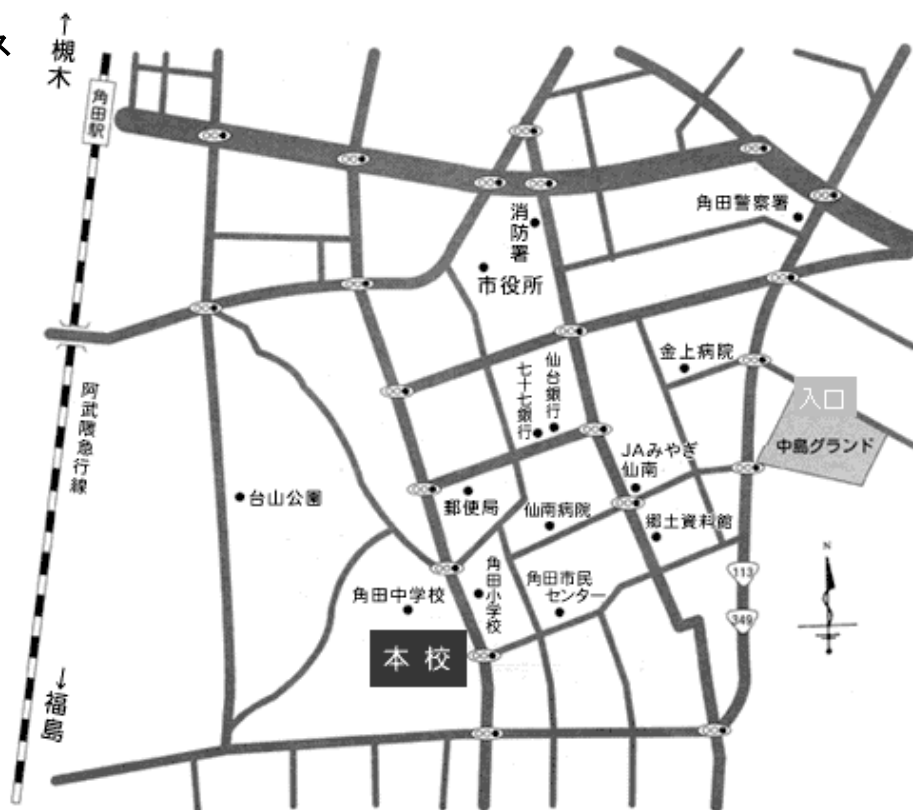 ス
↑槻木
角田駅
消防署
角田警察署
市役所
金上病院
仙台銀行
七十七銀行
入口
中島グランド
阿武隈急行線
JAみやぎ
仙南
台山公園
郵便局
仙南病院
郷土資料館
角田小学校
角田市民
センター
角田中学校
113
349
N
本校
↓福島